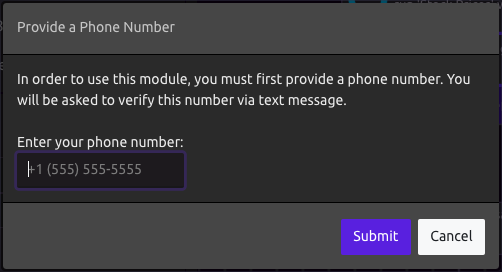 Provide a Phone Number
In order to use this module, you must first provide a phone number. You
will be asked to verify this number via text message.
Enter your phone number:
+1 (555) 555-5555
Submit Cancel